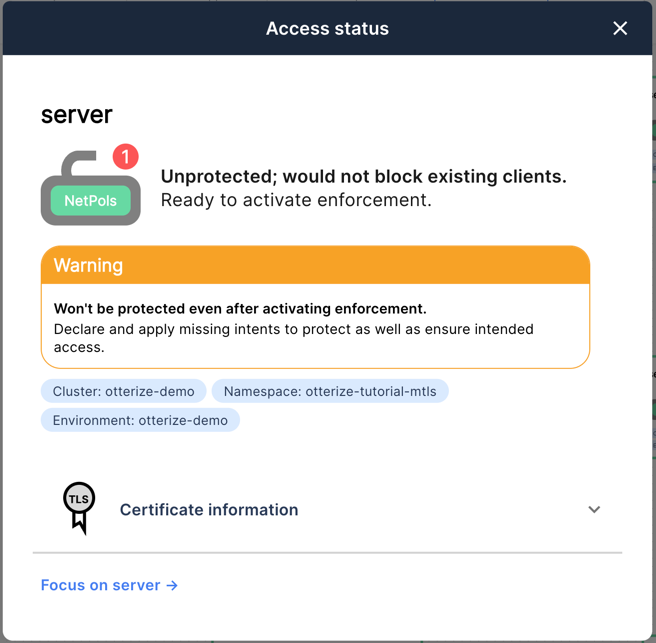 Access status
server
1
NetPols
Unprotected; would not block existing clients.
Ready to activate enforcement.
Warning
Won't be protected even after activating enforcement.
Declare and apply missing intents to protect as well as ensure intended
access.
Cluster: otterize-demo
Namespace: otterize-tutorial-mtls
Environment: otterize-demo
TLS
Certificate information
Focus on server →